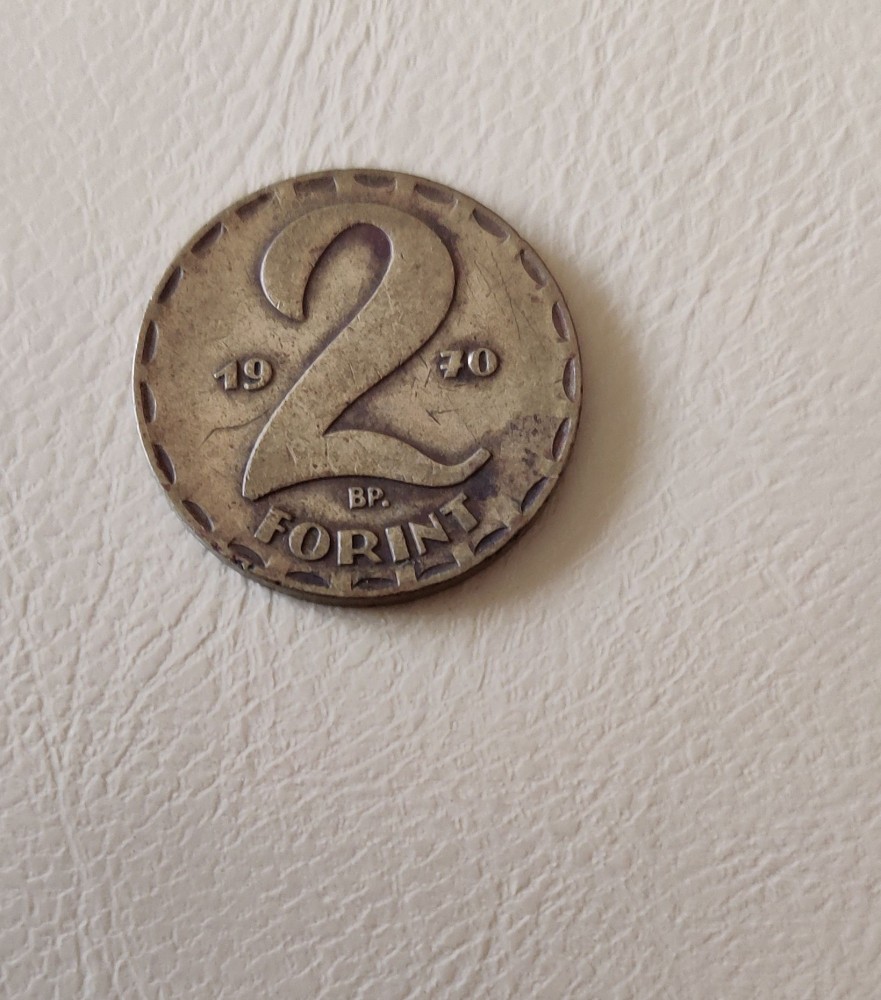 2
19 70
BP.
FORINT